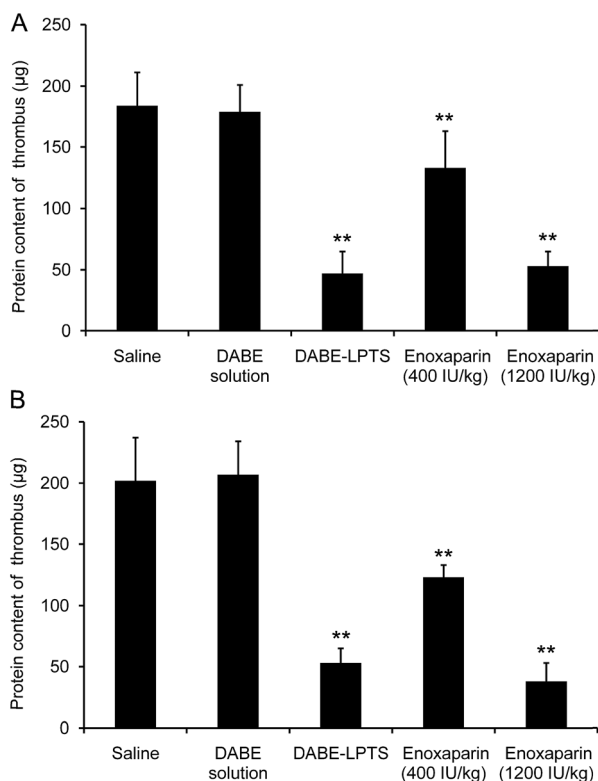 A
Protein content of thrombus (µg)
250
200
150
100
50
0
**
**
**
Saline
DABE
solution
DABE-LPTS
Enoxaparin
(400 IU/kg)
Enoxaparin
(1200 IU/kg)
B
Protein content of thrombus (µg)
250
200
150
100
50
0
**
**
**
Saline
DABE
solution
DABE-LPTS
Enoxaparin
(400 IU/kg)
Enoxaparin
(1200 IU/kg)